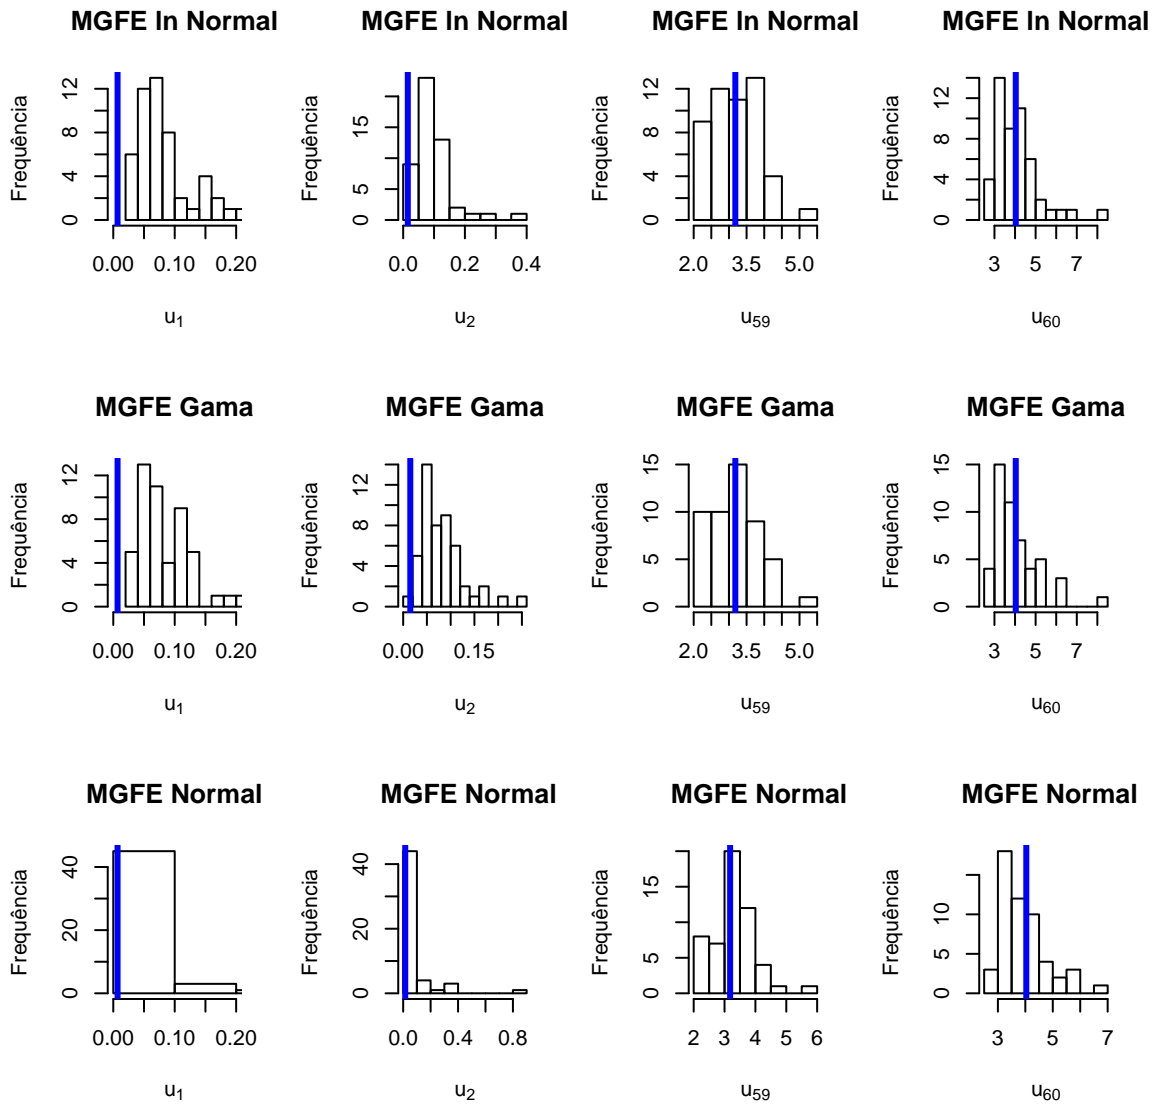 MGFE ln Normal MGFE ln Normal MGFE ln Normal MGFE ln Normal
Frequência Frequência Frequência Frequência
0 4 8 12 5 15 0 4 8 12 0 4 8 12
0.00 0.10 0.20 0.0 0.2 0.4 2.0 3.5 5.0 3 5 7
u1 u2 u59 u60
MGFE Gama MGFE Gama MGFE Gama MGFE Gama
Frequência Frequência Frequência Frequência
0 4 8 12 0 4 8 12 0 5 10 15 0 5 10 15
0.00 0.10 0.20 0.00 0.15 2.0 3.5 5.0 3 5 7
u1 u2 u59 u60
MGFE Normal MGFE Normal MGFE Normal MGFE Normal
Frequência Frequência Frequência Frequência
0 20 40 0 20 40 0 5 15 0 5 10
0.00 0.10 0.20 0.0 0.4 0.8 2 3 4 5 6 3 5 7
u1 u2 u59 u60